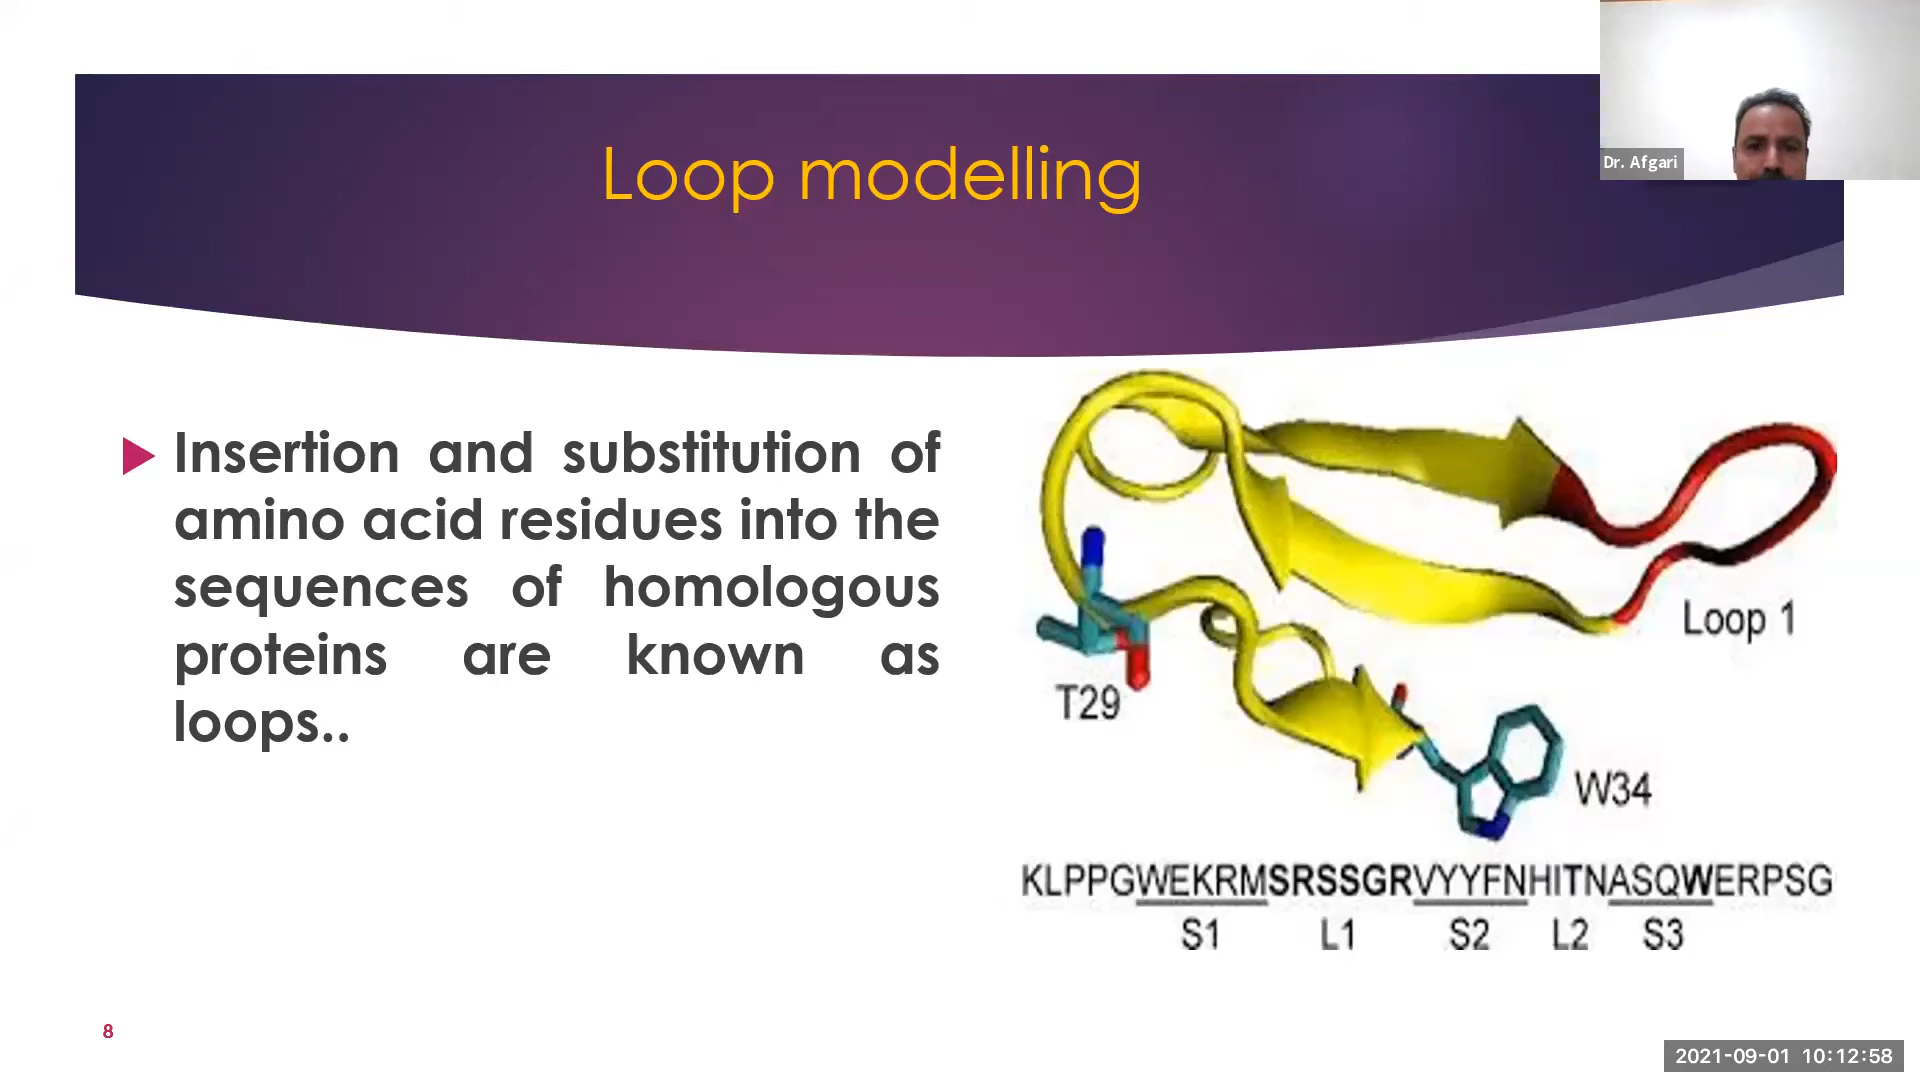 Loop modelling
Dr. Afgari
Insertion and substitution of
amino acid residues into the
sequences of homologous
proteins are known as
loops..
Loop 1
T29
W34
KLPPGWEKRMSRSSGRVYYFNHITNASQWERPSG
S1 L1 S2 L2 S3
8
2021-09-01 10:12:58